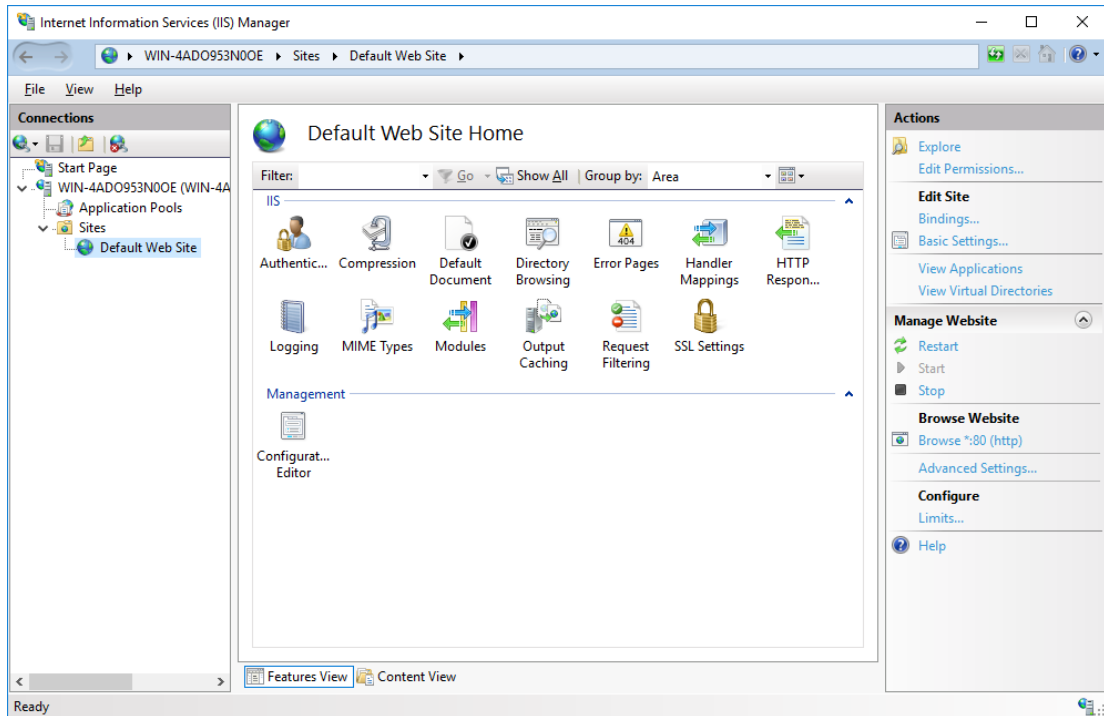 Internet Information Services (IIS) Manager
WIN-4ADO953N0OE Sites Default Web Site
File View Help
Connections
Start Page
WIN-4ADO953N0OE (WIN-4A
Application Pools
Sites
Default Web Site
Default Web Site Home
Filter: Go Show All Group by: Area
IIS
Authentic... Compression Default Directory Error Pages Handler HTTP
Document Browsing Mappings Respon...
404
Logging MIME Types Modules Output Request SSL Settings
Caching Filtering
Management
Configurat...
Editor
Features View Content View
Actions
Explore
Edit Permissions...
Edit Site
Bindings...
Basic Settings...
View Applications
View Virtual Directories
Manage Website
Restart
Start
Stop
Browse Website
Browse *:80 (http)
Advanced Settings...
Configure
Limits...
Help
Ready